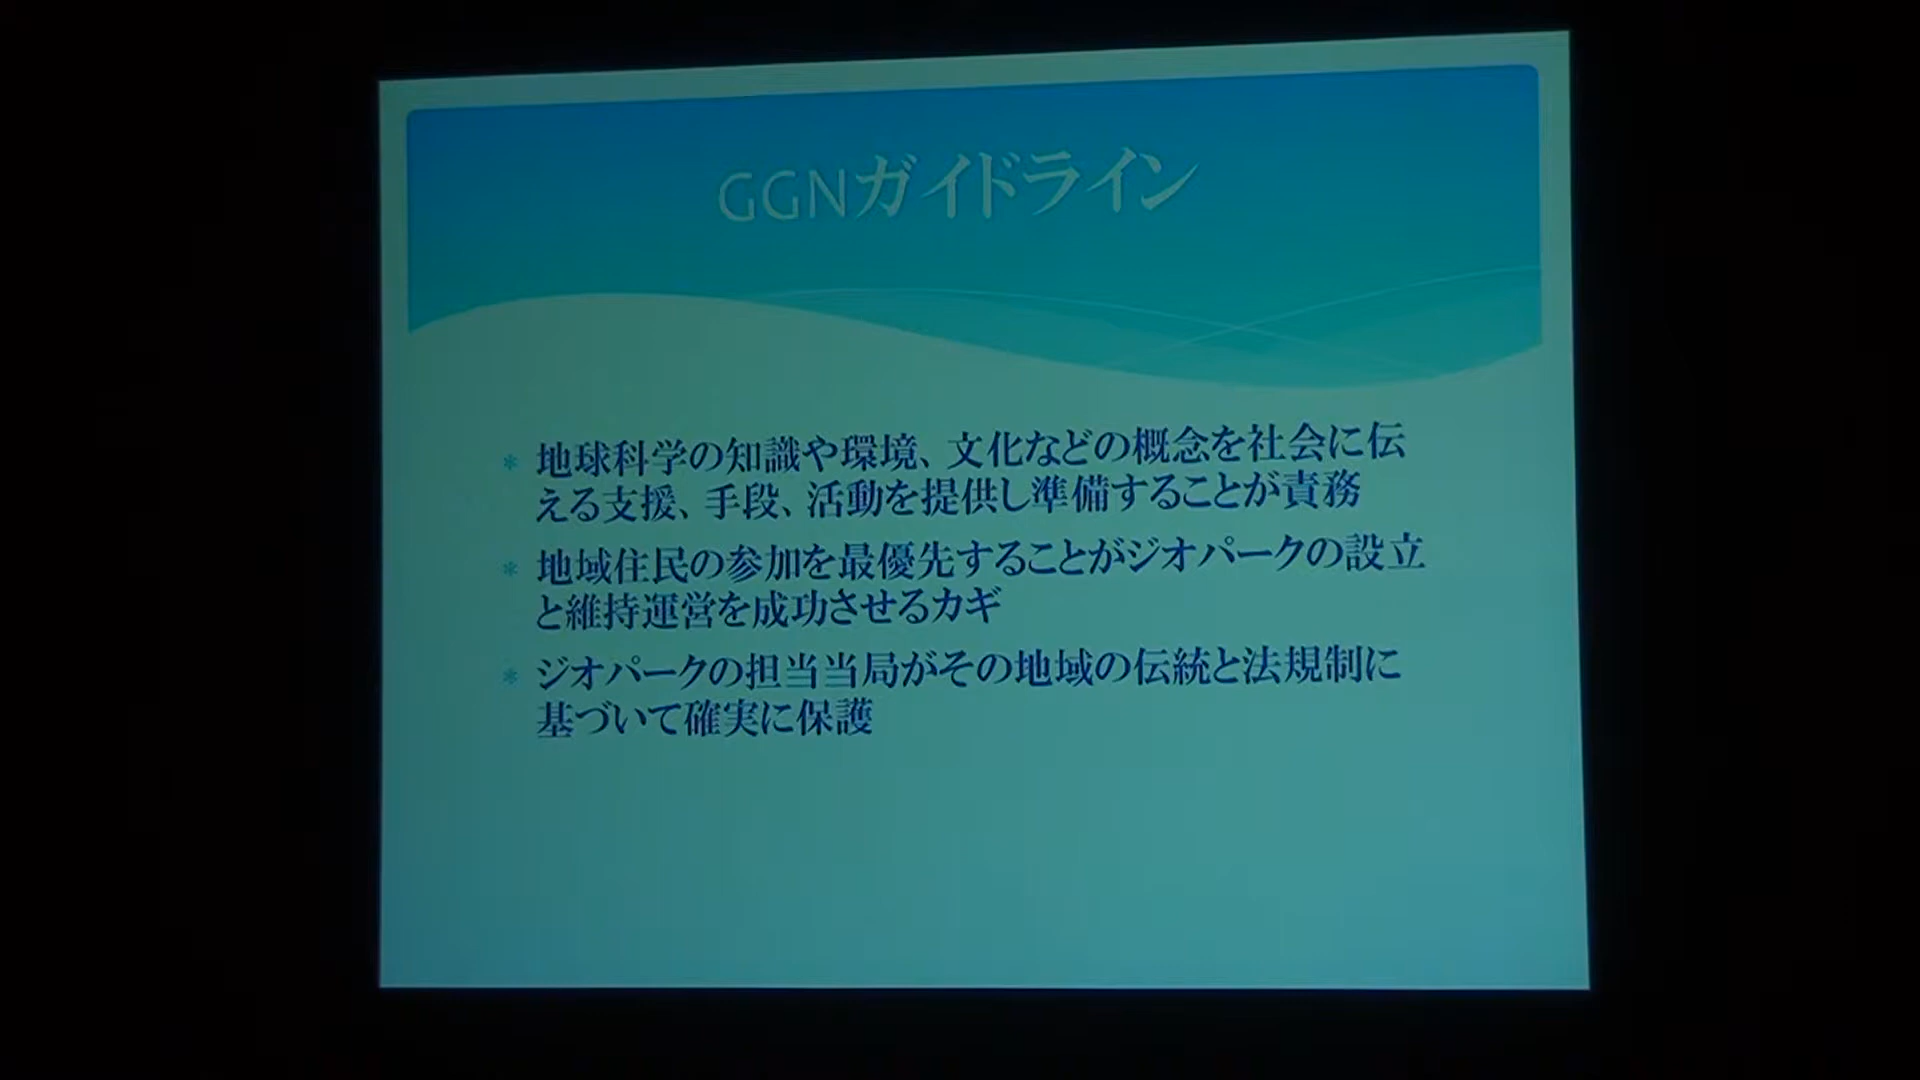 GGNガイドライン
* 地球科学の知識や環境、文化などの概念を社会に伝
える支援、手段、活動を提供し準備することが責務
* 地域住民の参加を最優先することがジオパークの設立
と維持運営を成功させるカギ
* ジオパークの担当当局がその地域の伝統と法規制に
基づいて確実に保護